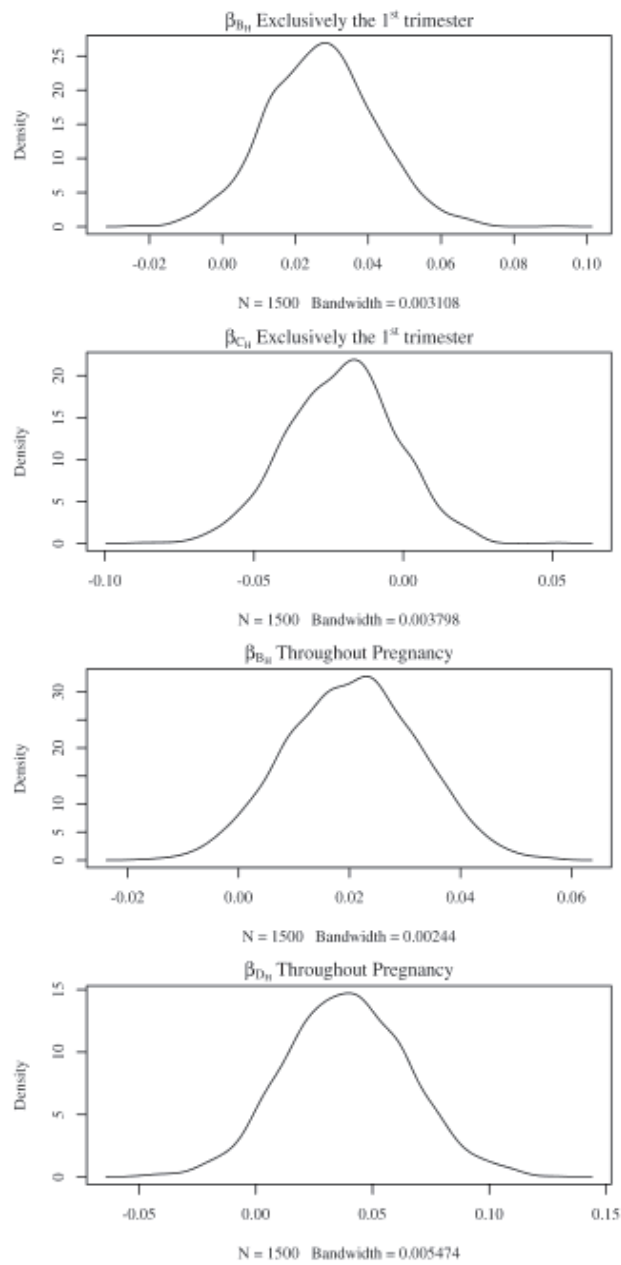 β_B_H Exclusively the 1st trimester
Density
0 5 10 15 20 25
-0.02 0.00 0.02 0.04 0.06 0.08 0.10
N = 1500 Bandwidth = 0.003108
β_C_H Exclusively the 1st trimester
Density
0 5 10 15 20
-0.10 -0.05 0.00 0.05
N = 1500 Bandwidth = 0.003798
β_B_H Throughout Pregnancy
Density
0 5 10 20 30
-0.02 0.00 0.02 0.04 0.06
N = 1500 Bandwidth = 0.00244
β_D_H Throughout Pregnancy
Density
0 5 10 15
-0.05 0.00 0.05 0.10 0.15
N = 1500 Bandwidth = 0.005474